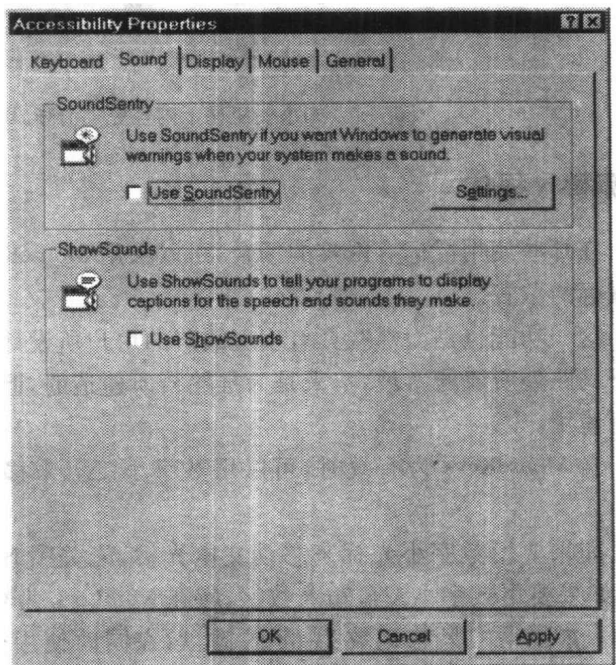 Accessibility Properties
Keyboard Sound Display Mouse General
SoundSentry
Use SoundSentry if you want Windows to generate visual
warnings when your system makes a sound.
Use SoundSentry
Settings...
ShowSounds
Use ShowSounds to tell your programs to display
captions for the speech and sounds they make.
Use ShowSounds
OK Cancel Apply